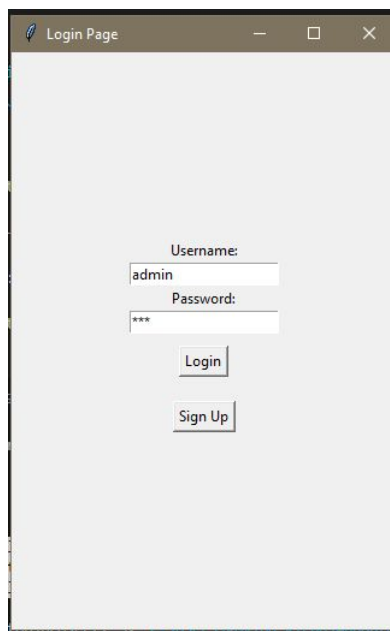 Login Page
Username:
admin
Password:
***
Login
Sign Up